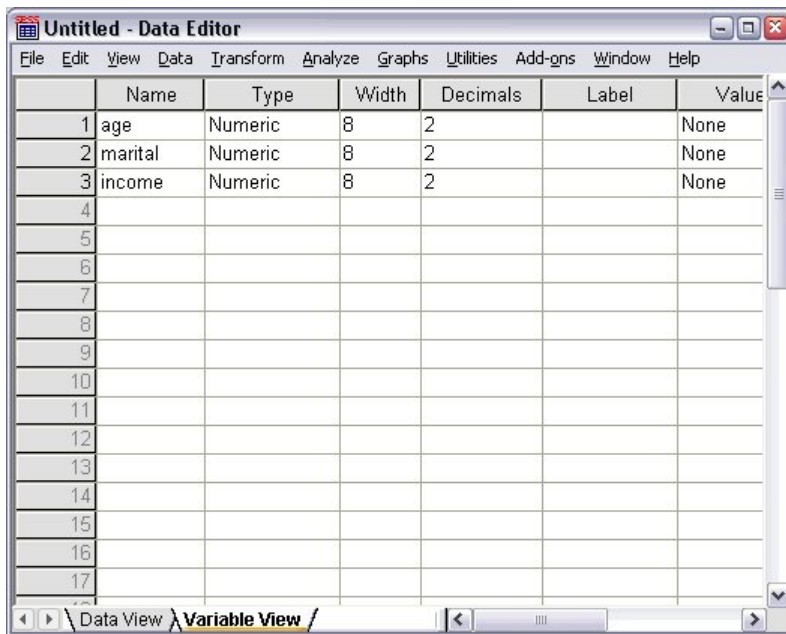 Untitled - Data Editor
File Edit View Data Transform Analyze Graphs Utilities Add-ons Window Help
Name Type Width Decimals Label Value
1 age Numeric 8 2 None
2 marital Numeric 8 2 None
3 income Numeric 8 2 None
4
5
6
7
8
9
10
11
12
13
14
15
16
17
Data View Variable View